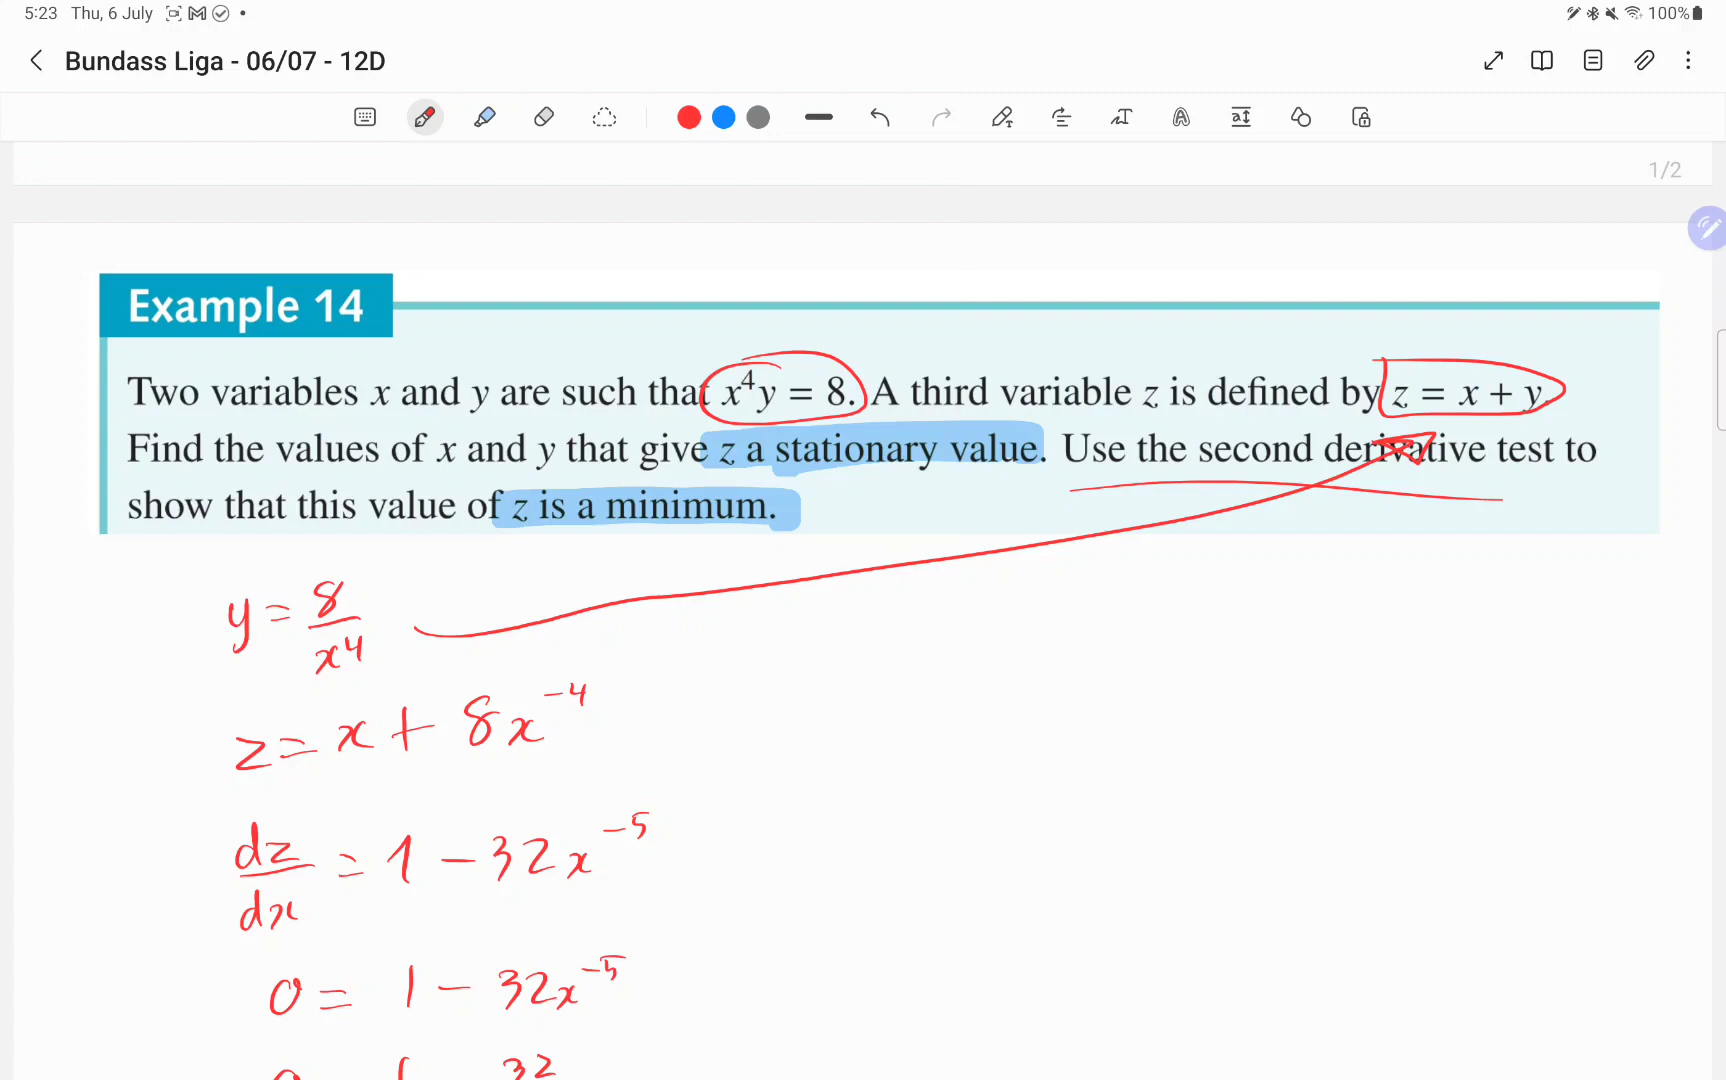 5:23 Thu, 6 July
100%
Bundass Liga - 06/07 - 12D
1/2
Example 14
Two variables x and y are such that x⁴y = 8. A third variable z is defined by z = x + y.
Find the values of x and y that give z a stationary value. Use the second derivative test to
show that this value of z is a minimum.
y = 8/x⁴
z = x + 8x⁻⁴
dz/dx = 1 - 32x⁻⁵
0 = 1 - 32x⁻⁵